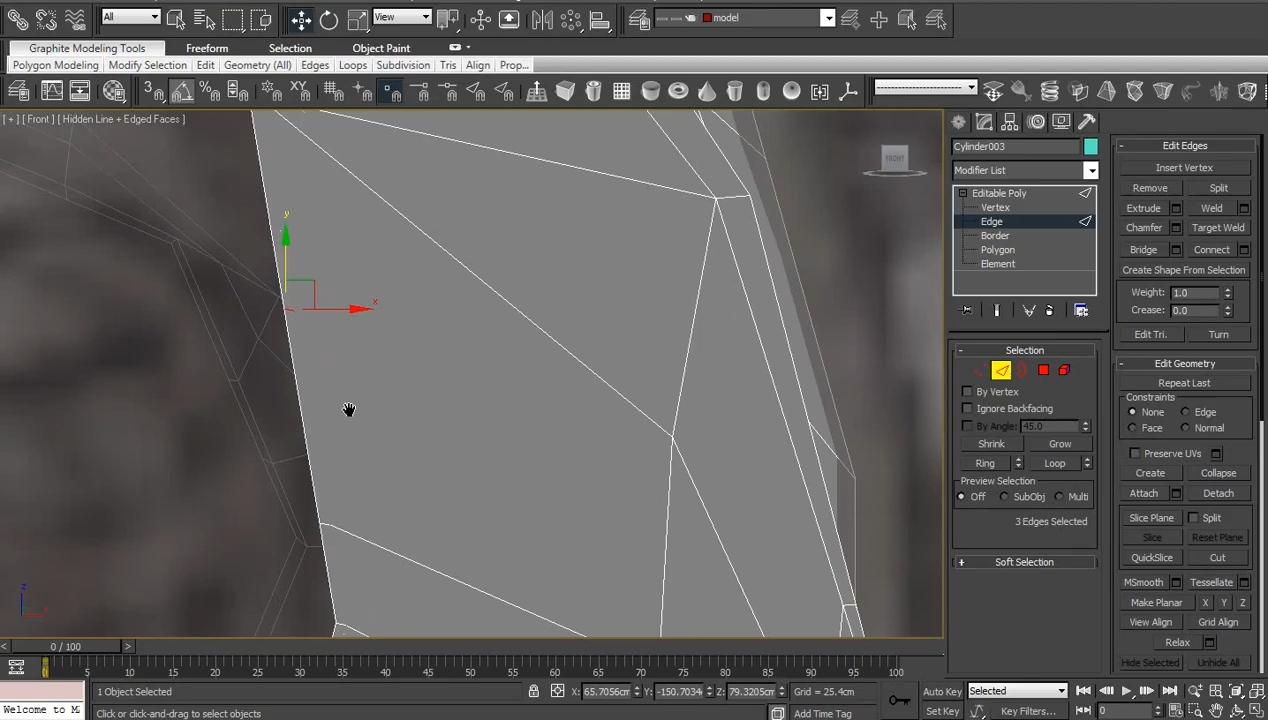 All View model
Graphite Modeling Tools Freeform Selection Object Paint
Polygon Modeling Modify Selection Edit Geometry (All) Edges Loops Subdivision Tris Align Prop...
3 % XY
[ + ] [ Front ] [ Hidden Line + Edged Faces ]
FRONT
y
x
z
Cylinder003
Modifier List
Editable Poly
Vertex
Edge
Border
Polygon
Element
- Selection
By Vertex
Ignore Backfacing
By Angle: 45.0
Shrink Grow
Ring Loop
Preview Selection
Off SubObj Multi
3 Edges Selected
+ Soft Selection
- Edit Edges
Insert Vertex
Remove Split
Extrude Weld
Chamfer Target Weld
Bridge Connect
Create Shape From Selection
Weight: 1.0
Crease: 0.0
Edit Tri. Turn
- Edit Geometry
Repeat Last
Constraints
None Edge
Face Normal
Preserve UVs
Create Collapse
Attach Detach
Slice Plane Split
Slice Reset Plane
QuickSlice Cut
MSmooth Tessellate
Make Planar X Y Z
View Align Grid Align
Relax
Hide Selected Unhide All
< 0 / 100 >
5 10 15 20 25 30 35 40 45 50 55 60 65 70 75 80 85 90 95 100
1 Object Selected X: 65.7056cm Y: -150.7034 Z: 79.3205cm Grid = 25.4cm Auto Key Selected
Welcome to M Click or click-and-drag to select objects Add Time Tag Set Key Key Filters... 0